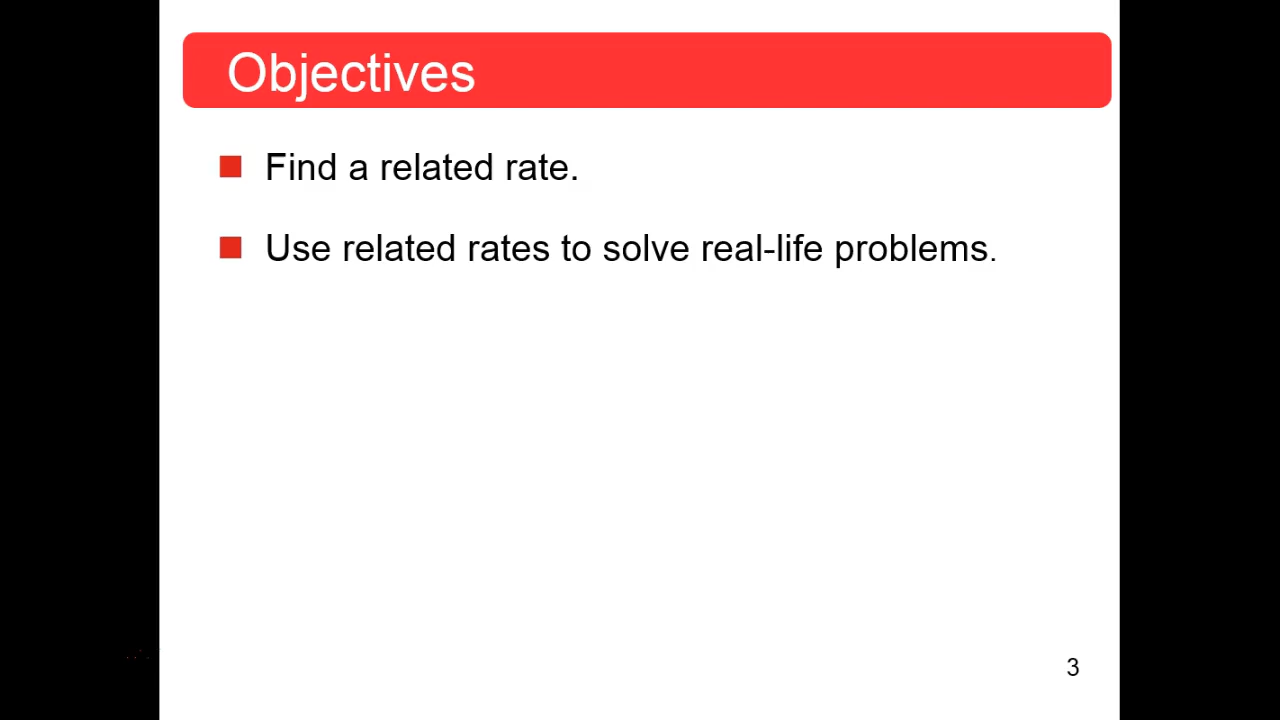 Objectives
Find a related rate.
Use related rates to solve real-life problems.
3